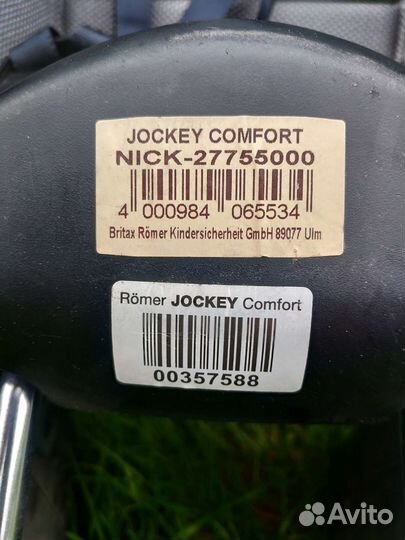 JOCKEY COMFORT
NICK-27755000
4 000984 065534
Britax Römer Kindersicherheit GmbH 89077 Ulm
Römer JOCKEY Comfort
00357588
Avito